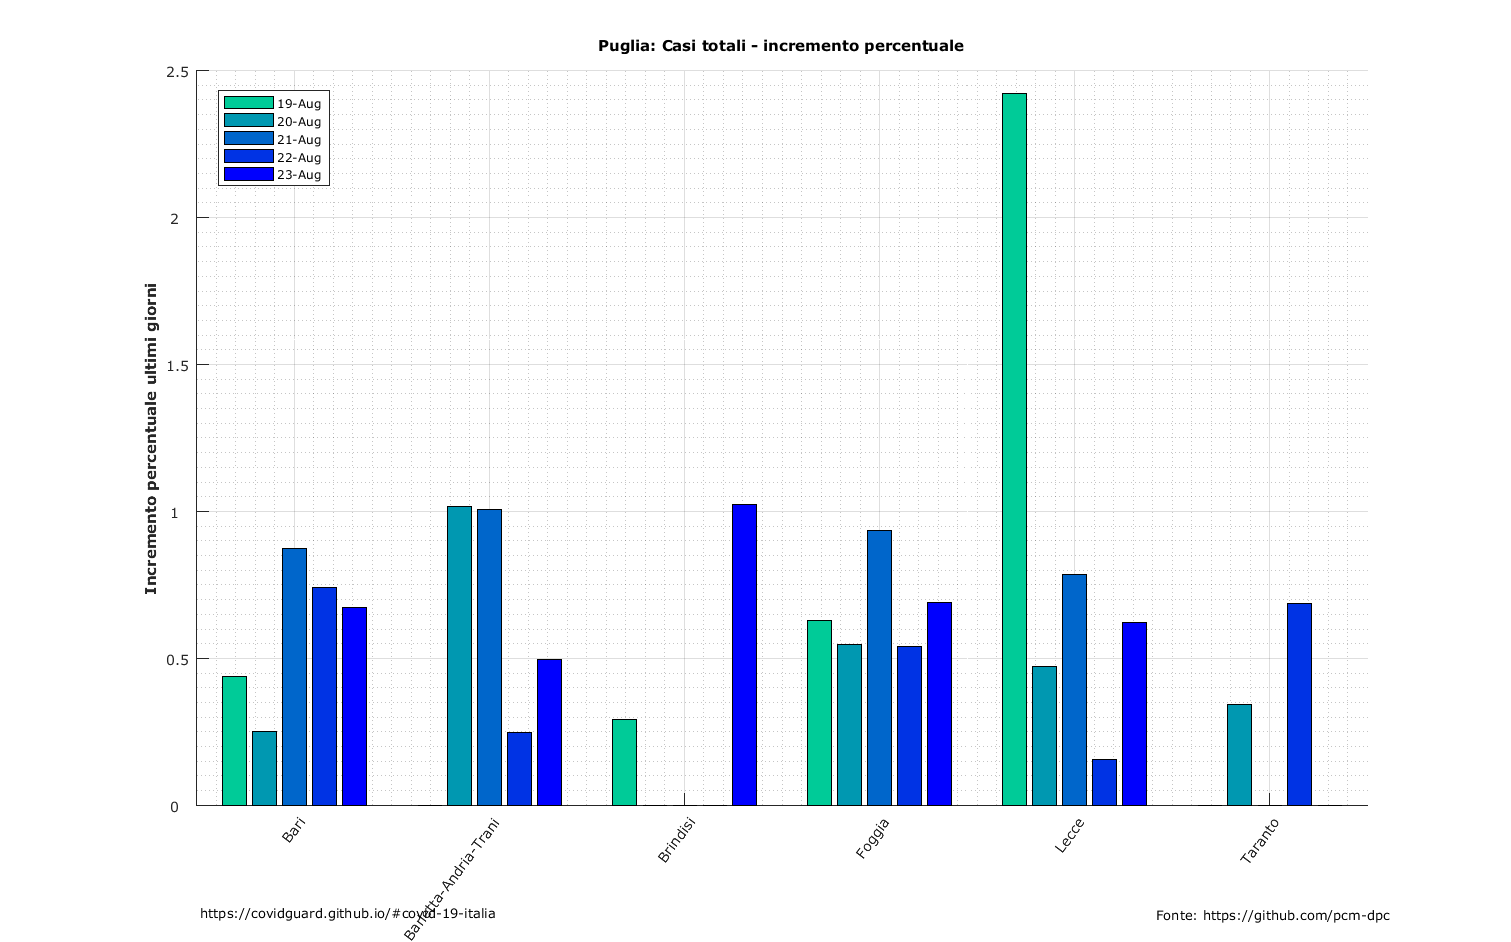 Puglia: Casi totali - incremento percentuale
2.5
2
1.5
1
0.5
0
Incremento percentuale ultimi giorni
19-Aug
20-Aug
21-Aug
22-Aug
23-Aug
Bari
Barletta-Andria-Trani
Brindisi
Foggia
Lecce
Taranto
https://covidguard.github.io/#covid-19-italia
Fonte: https://github.com/pcm-dpc